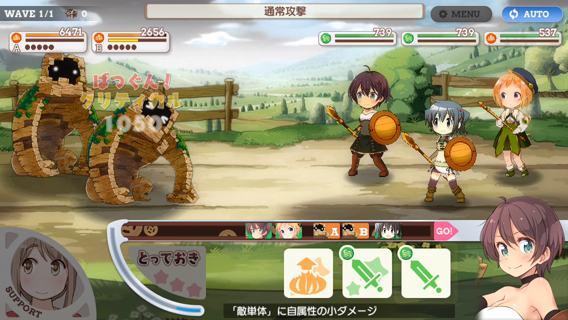 WAVE 1/1 0
通常攻撃
MENU
AUTO
6471
A
2656
B
739
739
537
ばつぐん!
クリティカル
1050
A B GO!
とっておき
SUPPORT
「敵単体」に自属性の小ダメージ